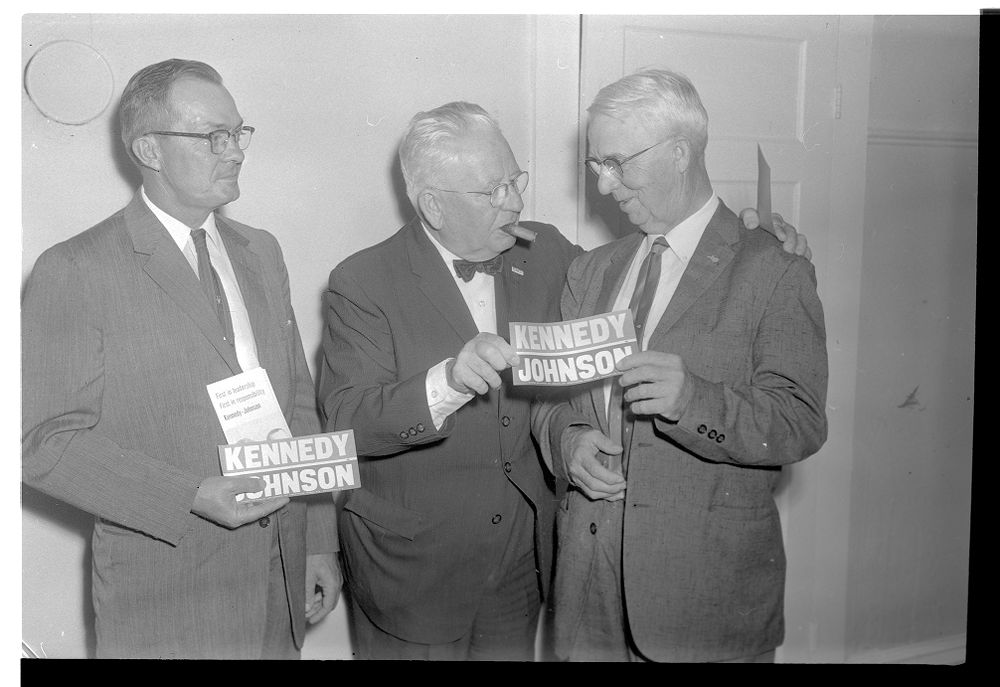 First in leadership
First in responsibility
Kennedy-Johnson
KENNEDY
JOHNSON
KENNEDY
JOHNSON